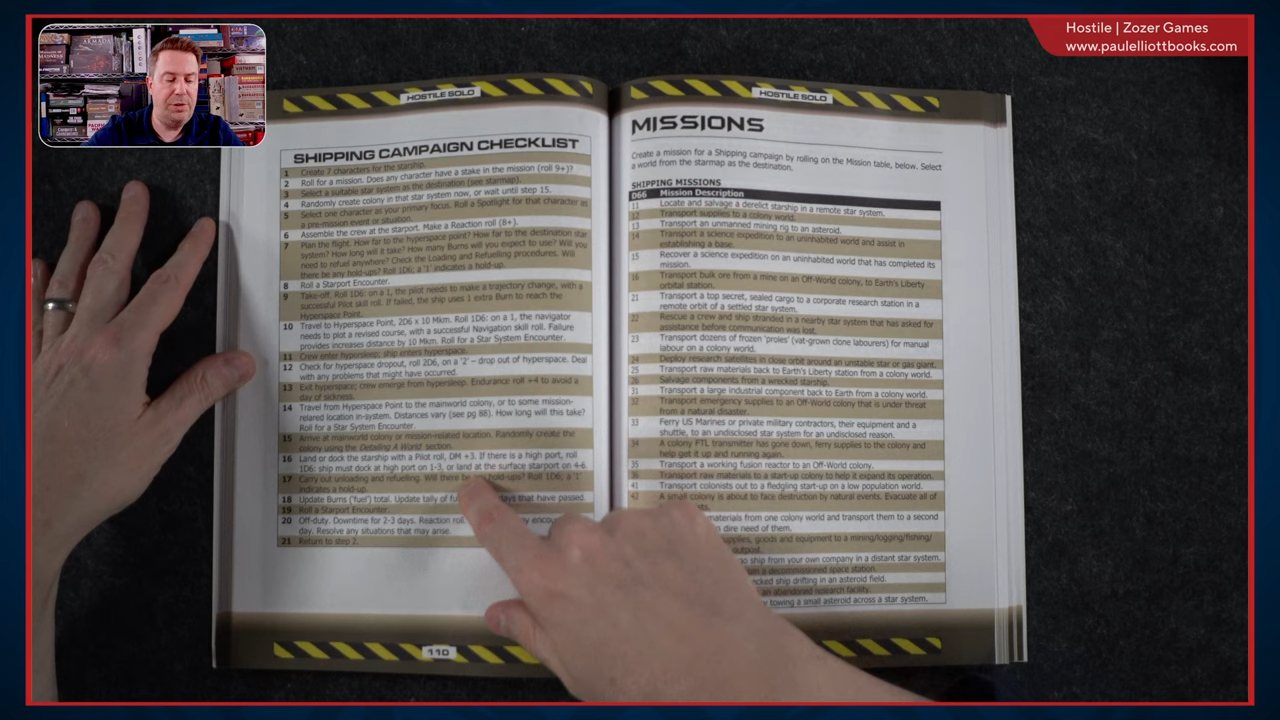 Hostile | Zozer Games
www.paulelliottbooks.com
HOSTILE SOLO
SHIPPING CAMPAIGN CHECKLIST
1 Create 7 characters for the starship.
2 Roll for a mission. Does any character have a stake in the mission (roll 9+)?
3 Select a suitable star system as the destination (see starmap).
4 Randomly create colony in that star system now, or wait until step 15.
5 Select one character as your primary focus. Roll a Spotlight for that character as
a pre-mission event or situation.
6 Assemble the crew at the starport. Make a Reaction roll (8+).
7 Plan the flight. How far to the hyperspace point? How far to the destination star
system? How long will it take? How many Burns will you expect to use? Will you
need to refuel anywhere? Check the Loading and Refuelling procedures. Will
there be any hold-ups? Roll 1D6; a '1' indicates a hold-up.
8 Roll a Starport Encounter.
9 Take-off. Roll 1D6: on a 1, the pilot needs to make a trajectory change, with a
successful Pilot skill roll. If failed, the ship uses 1 extra Burn to reach the
Hyperspace Point.
10 Travel to Hyperspace Point, 2D6 x 10 Mkm. Roll 1D6: on a 1, the navigator
needs to plot a revised course, with a successful Navigation skill roll. Failure
provides increases distance by 10 Mkm. Roll for a Star System Encounter.
11 Crew enter hypersleep; ship enters hyperspace.
12 Check for hyperspace dropout, roll 2D6, on a '2' – drop out of hyperspace. Deal
with any problems that might have occurred.
13 Exit hyperspace; crew emerge from hypersleep. Endurance roll +4 to avoid a
day of sickness.
14 Travel from Hyperspace Point to the mainworld colony, or to some mission-
related location in-system. Distances vary (see pg 88). How long will this take?
Roll for a Star System Encounter.
15 Arrive at mainworld colony or mission-related location. Randomly create the
colony using the Detailing A World section.
16 Land or dock the starship with a Pilot roll, DM +3. If there is a high port, roll
1D6: ship must dock at high port on 1-3, or land at the surface starport on 4-6.
17 Carry out unloading and refuelling. Will there be hold-ups? Roll 1D6; a '1'
indicates a hold-up.
18 Update Burns ('fuel') total. Update tally of days that have passed.
19 Roll a Starport Encounter.
20 Off-duty. Downtime for 2-3 days. Reaction roll
day. Resolve any situations that may arise.
21 Return to step 2.
110
HOSTILE SOLO
MISSIONS
Create a mission for a Shipping campaign by rolling on the Mission table, below. Select
a world from the starmap as the destination.
SHIPPING MISSIONS
D66 Mission Description
11 Locate and salvage a derelict starship in a remote star system.
12 Transport supplies to a colony world.
13 Transport an unmanned mining rig to an asteroid.
14 Transport a science expedition to an uninhabited world and assist in
establishing a base.
15 Recover a science expedition on an uninhabited world that has completed its
mission.
16 Transport bulk ore from a mine on an Off-World colony, to Earth's Liberty
orbital station.
21 Transport a top secret, sealed cargo to a corporate research station in a
remote orbit of a settled star system.
22 Rescue a crew and ship stranded in a nearby star system that has asked for
assistance before communication was lost.
23 Transport dozens of frozen 'proles' (vat-grown clone labourers) for manual
labour on a colony world.
24 Deploy research satellites in close orbit around an unstable star or gas giant.
25 Transport raw materials back to Earth's Liberty station from a colony world.
26 Salvage components from a wrecked starship.
31 Transport a large industrial component back to Earth from a colony world.
32 Transport emergency supplies to an Off-World colony that is under threat
from a natural disaster.
33 Ferry US Marines or private military contractors, their equipment and a
shuttle, to an undisclosed star system for an undisclosed reason.
34 A colony FTL transmitter has gone down, ferry supplies to the colony and
help get it up and running again.
35 Transport a working fusion reactor to an Off-World colony.
36 Transport raw materials to a start-up colony to help it expand its operation.
41 Transport colonists out to a fledgling start-up on a low population world.
42 A small colony is about to face destruction by natural events. Evacuate all of
materials from one colony world and transport them to a second
dire need of them.
supplies, goods and equipment to a mining/logging/fishing/
outpost.
ship from your own company in a distant star system.
from a decommissioned space station.
ship drifting in an asteroid field.
an abandoned research facility.
towing a small asteroid across a star system.